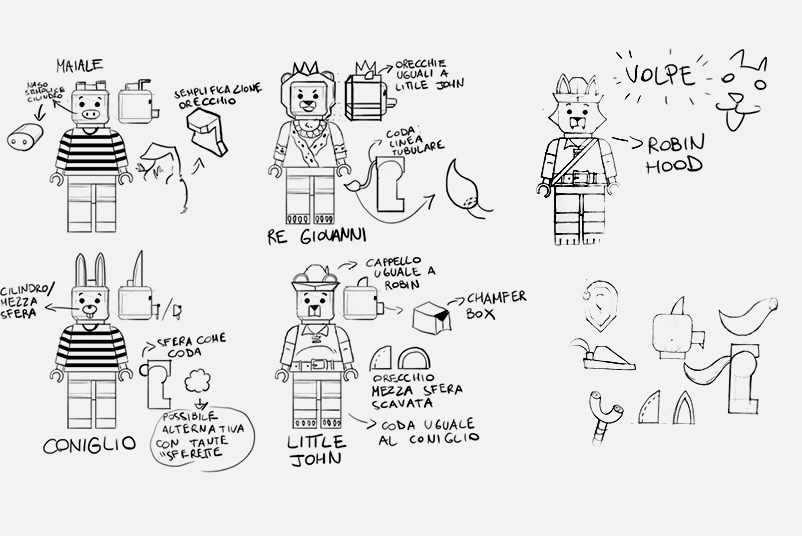 MAIALE
NASO
SEMPLICE
CILINDRO
SEMPLIFICAZIONE
ORECCHIO
ORECCHIE
UGUALI A
LITLE JOHN
CODA:
LINEA
TUBULARE
RE GIOVANNI
VOLPE
ROBIN
HOOD
CILINDRO/
MEZZA
SFERA
SFERA COME
CODA
POSSIBILE
ALTERNATIVA
CON TANTE
"SFERETTE
CONIGLIO
CAPPELLO
UGUALE A
ROBIN
CHAMFER
BOX
ORECCHIO
MEZZA SFERA
SCAVATA
CODA UGUALE
AL CONIGLIO
LITTLE
JOHN